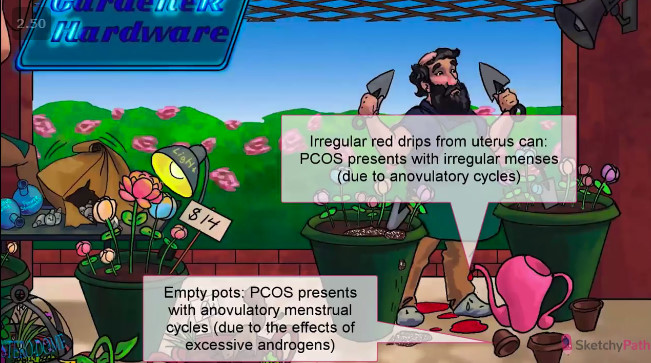 2.50
Gardener
Hardware
Light
$14
Irregular red drips from uterus can:
PCOS presents with irregular menses
(due to anovulatory cycles)
Empty pots: PCOS presents
with anovulatory menstrual
cycles (due to the effects of
excessive androgens)
SketchyPath